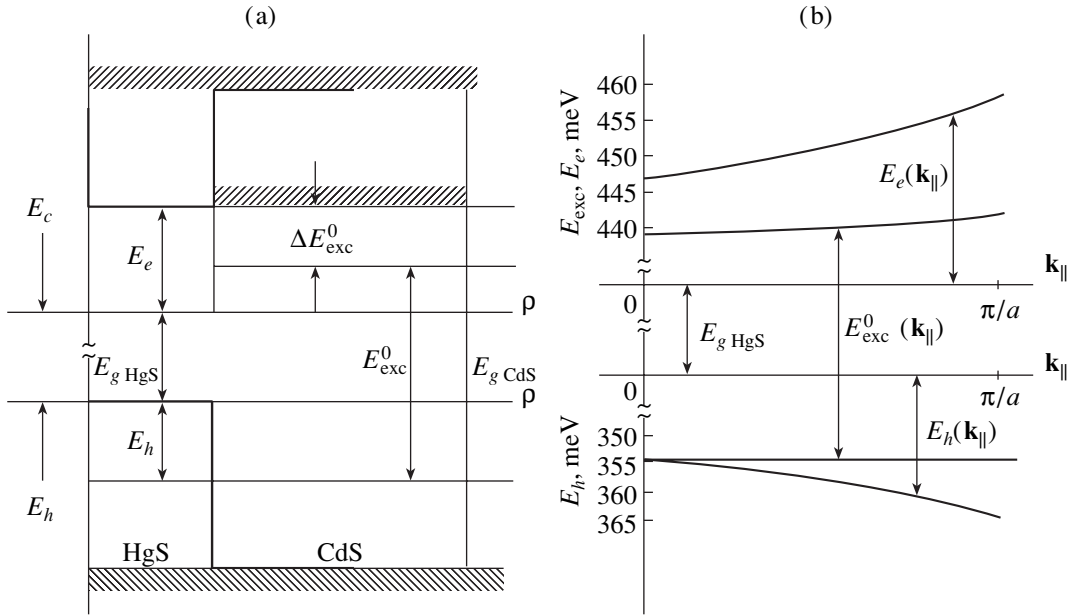 (a)
E_c
E_e
ΔE^0_exc
ρ
E_g HgS
E^0_exc
E_g CdS
ρ
E_h
E_h
HgS
CdS
(b)
E_exc, E_e, meV
460
455
450
445
440
E_e(k_∥)
k_∥
0
π/a
E_g HgS
E^0_exc (k_∥)
k_∥
0
π/a
E_h, meV
350
355
360
365
E_h(k_∥)